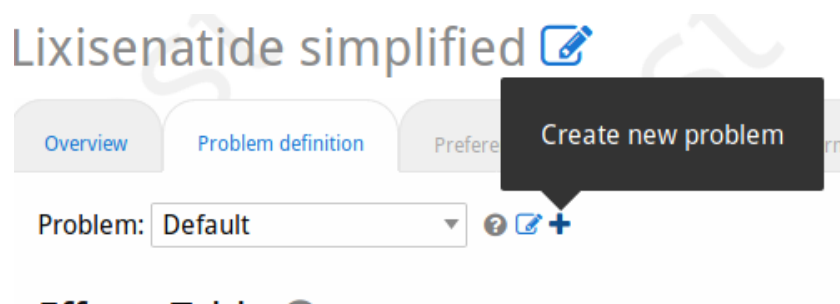 Lixisenatide simplified
Create new problem
Overview
Problem definition
Problem:
Default